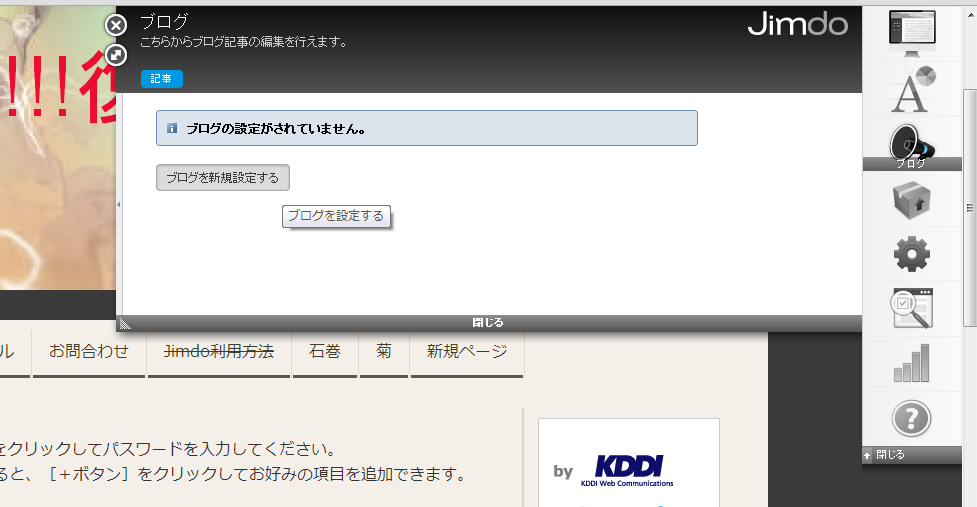 ブログ
こちらからブログ記事の編集を行えます。
Jimdo
記事
!!!
ブログの設定がされていません。
ブログを新規設定する
ブログを設定する
閉じる
ブログ
閉じる
ル
お問合わせ
Jimdo利用方法
石巻
菊
新規ページ
をクリックしてパスワードを入力してください。
ると、［＋ボタン］をクリックしてお好みの項目を追加できます。
by KDDI
KDDI Web Communications